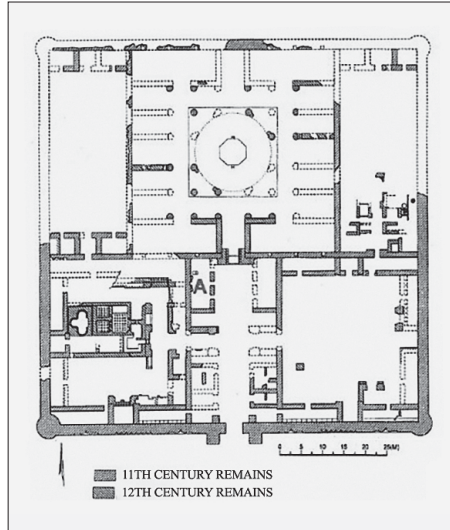 A
0 5 10 15 20 25(M)
11TH CENTURY REMAINS
12TH CENTURY REMAINS